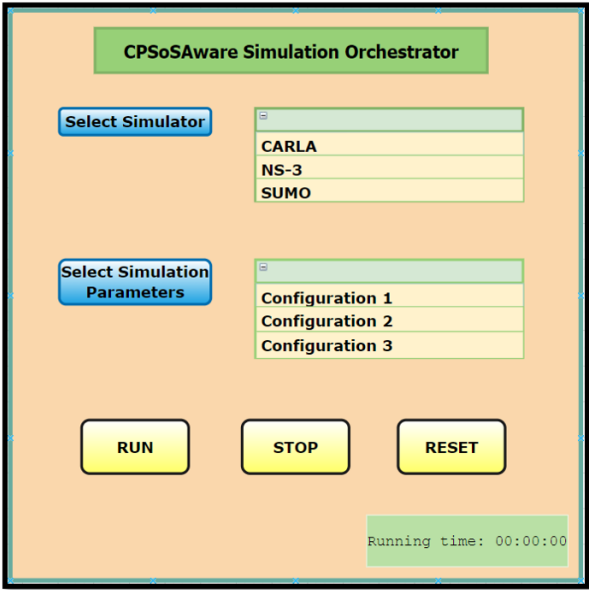 CPSoSAware Simulation Orchestrator
Select Simulator
CARLA
NS-3
SUMO
Select Simulation
Parameters
Configuration 1
Configuration 2
Configuration 3
RUN
STOP
RESET
Running time: 00:00:00